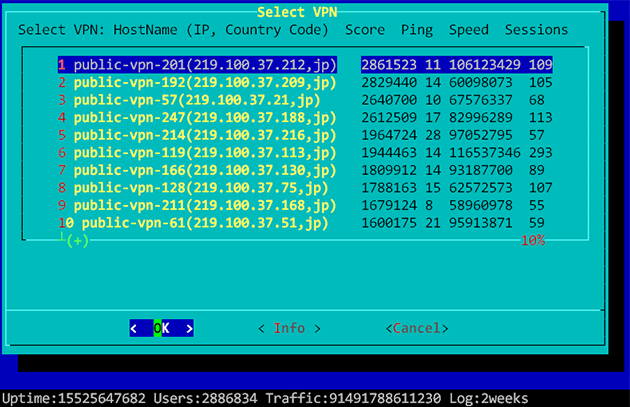 Select VPN
Select VPN: HostName (IP, Country Code) Score Ping Speed Sessions
1 public-vpn-201(219.100.37.212,jp) 2861523 11 106123429 109
2 public-vpn-192(219.100.37.209,jp) 2829440 14 60098073 105
3 public-vpn-57(219.100.37.21,jp) 2640700 10 67576337 68
4 public-vpn-247(219.100.37.188,jp) 2612509 17 82996289 113
5 public-vpn-214(219.100.37.216,jp) 1964724 28 97052795 57
6 public-vpn-119(219.100.37.113,jp) 1944463 14 116537346 293
7 public-vpn-166(219.100.37.130,jp) 1809912 14 93187700 89
8 public-vpn-128(219.100.37.75,jp) 1788163 15 62572573 107
9 public-vpn-211(219.100.37.168,jp) 1679124 8 58960978 55
10 public-vpn-61(219.100.37.51,jp) 1600175 21 95913871 59
(+) 10%
< OK > < Info > <Cancel>
Uptime:15525647682 Users:2886834 Traffic:91491788611230 Log:2weeks